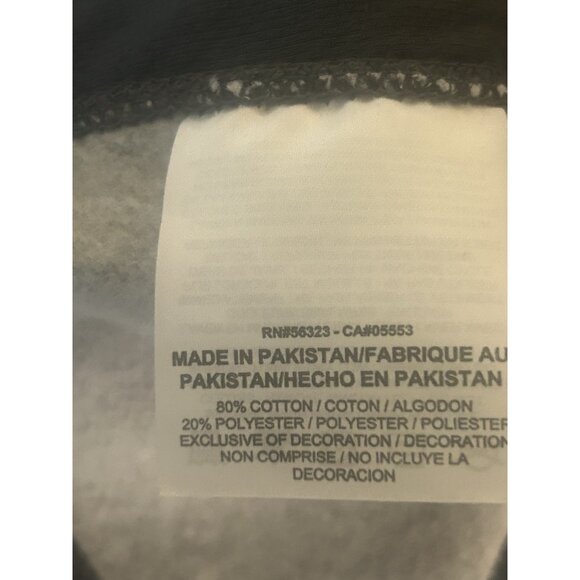 RN#56323 - CA#05553
MADE IN PAKISTAN/FABRIQUE AU
PAKISTAN/HECHO EN PAKISTAN
80% COTTON / COTON / ALGODON
20% POLYESTER / POLYESTER / POLIESTER
EXCLUSIVE OF DECORATION / DECORATION
NON COMPRISE / NO INCLUYE LA
DECORACION